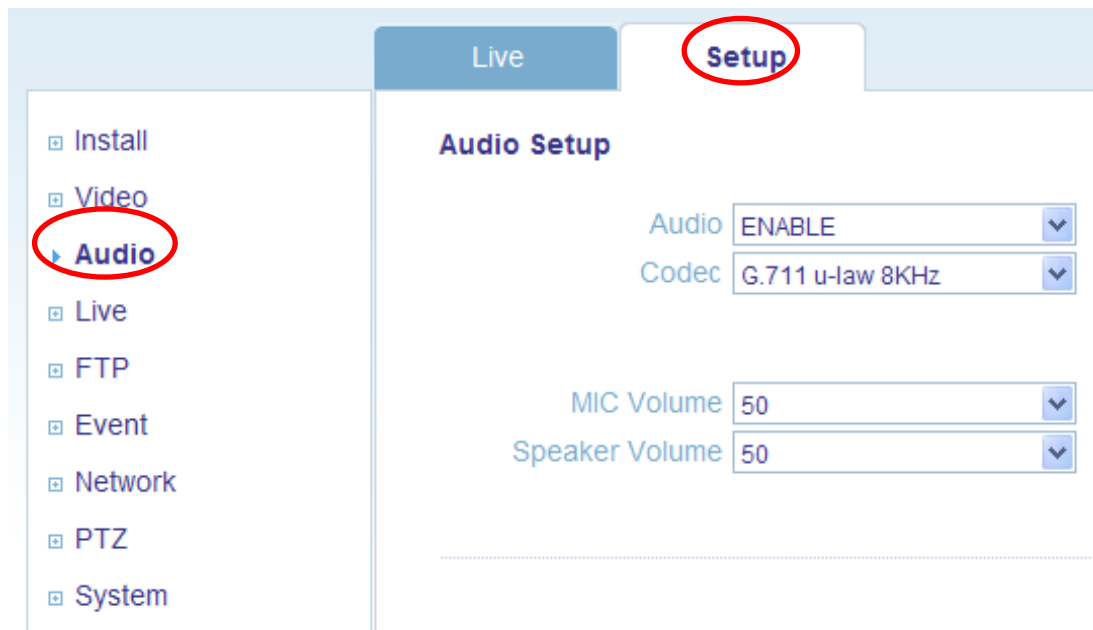 Live
Setup
Install
Video
Audio
Live
FTP
Event
Network
PTZ
System
Audio Setup
Audio ENABLE
Codec G.711 u-law 8KHz
MIC Volume 50
Speaker Volume 50